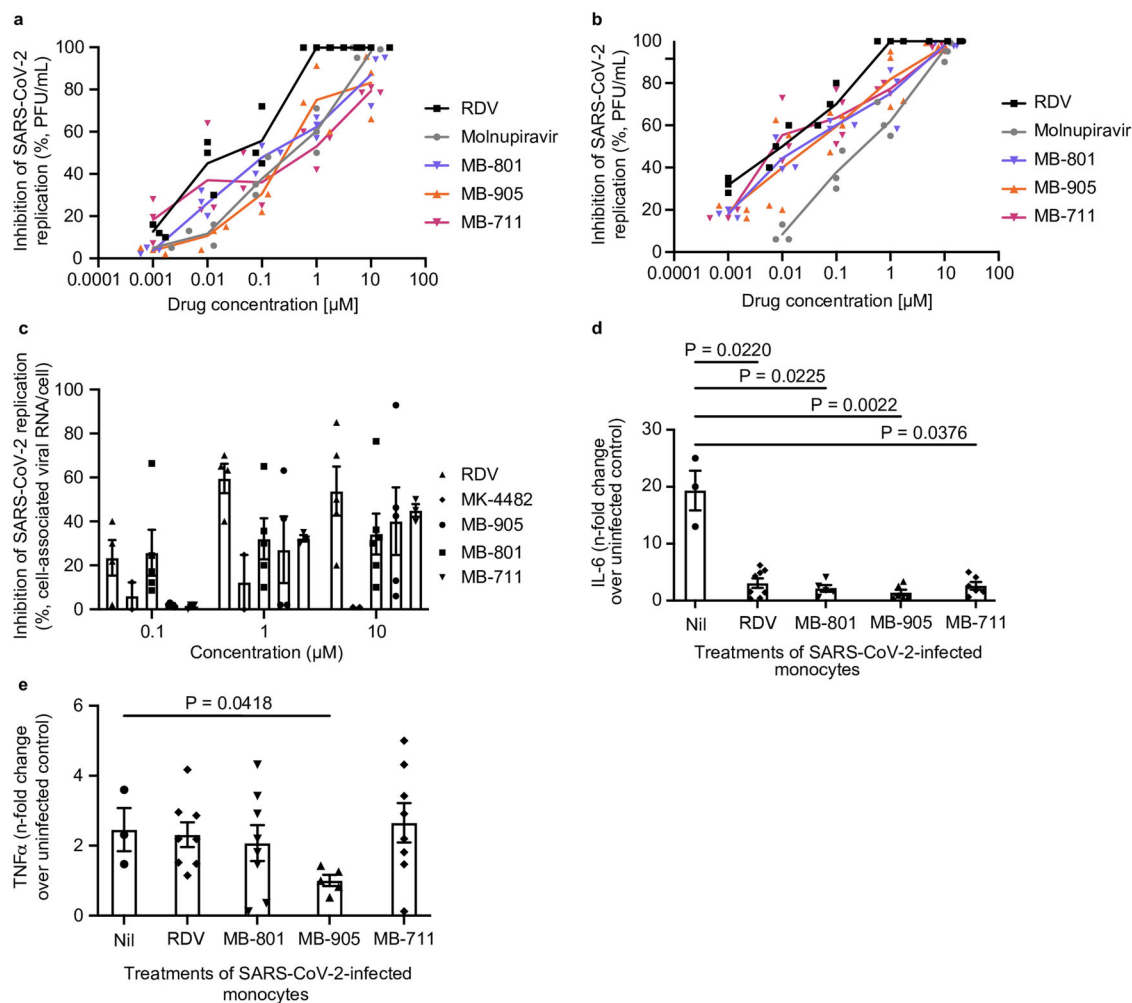 a
Inhibition of SARS-CoV-2
replication (%, PFU/mL)
100
80
60
40
20
0
0.0001 0.001 0.01 0.1 1 10 100
Drug concentration [µM]
RDV
Molnupiravir
MB-801
MB-905
MB-711
b
Inhibition of SARS-CoV-2
replication (%, PFU/mL)
100
80
60
40
20
0
0.0001 0.001 0.01 0.1 1 10 100
Drug concentration [µM]
RDV
Molnupiravir
MB-801
MB-905
MB-711
c
Inhibition of SARS-CoV-2 replication
(%, cell-associated viral RNA/cell)
100
80
60
40
20
0
0.1 1 10
Concentration (µM)
RDV
MK-4482
MB-905
MB-801
MB-711
d
P = 0.0220
P = 0.0225
P = 0.0022
P = 0.0376
IL-6 (n-fold change
over uninfected control)
30
20
10
0
Nil RDV MB-801 MB-905 MB-711
Treatments of SARS-CoV-2-infected
monocytes
e
P = 0.0418
TNFα (n-fold change
over uninfected control)
6
4
2
0
Nil RDV MB-801 MB-905 MB-711
Treatments of SARS-CoV-2-infected
monocytes